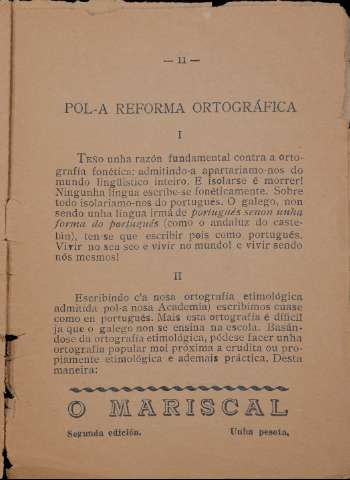 — 11 —
POL-A REFORMA ORTOGRÁFICA
I
TEÑO unha razón fundamental contra a orto-
grafía fonética: admitindo-a apartariamo-nos do
mundo lingüístico inteiro. E isolarse é morrer!
Ningunha lingua escribe-se fonéticamente. Sobre
todo isolariamo-nos do portugués. O galego, non
sendo unha lingua irmá de portugués senon unha
forma do portugués (como o andaluz do caste-
lán), ten-se que escribir pois como portugués.
Vivir no seu seo e vivir no mundo! e vivir sendo
nós mesmos!
II
Escribindo c'a nosa ortografía etimológica
admitida pol-a nosa Academia) escribimos cuase
como en portugués. Mais esta ortografía é difícil
ja que o galego non se ensina na escola. Basán-
dose da ortografía etimológica, pódese facer unha
ortografía popular moi próxima a erudita ou pro-
piamente etimológica e ademais práctica. Desta
maneira:
O MARISCAL
Segunda edición. Unha peseta.